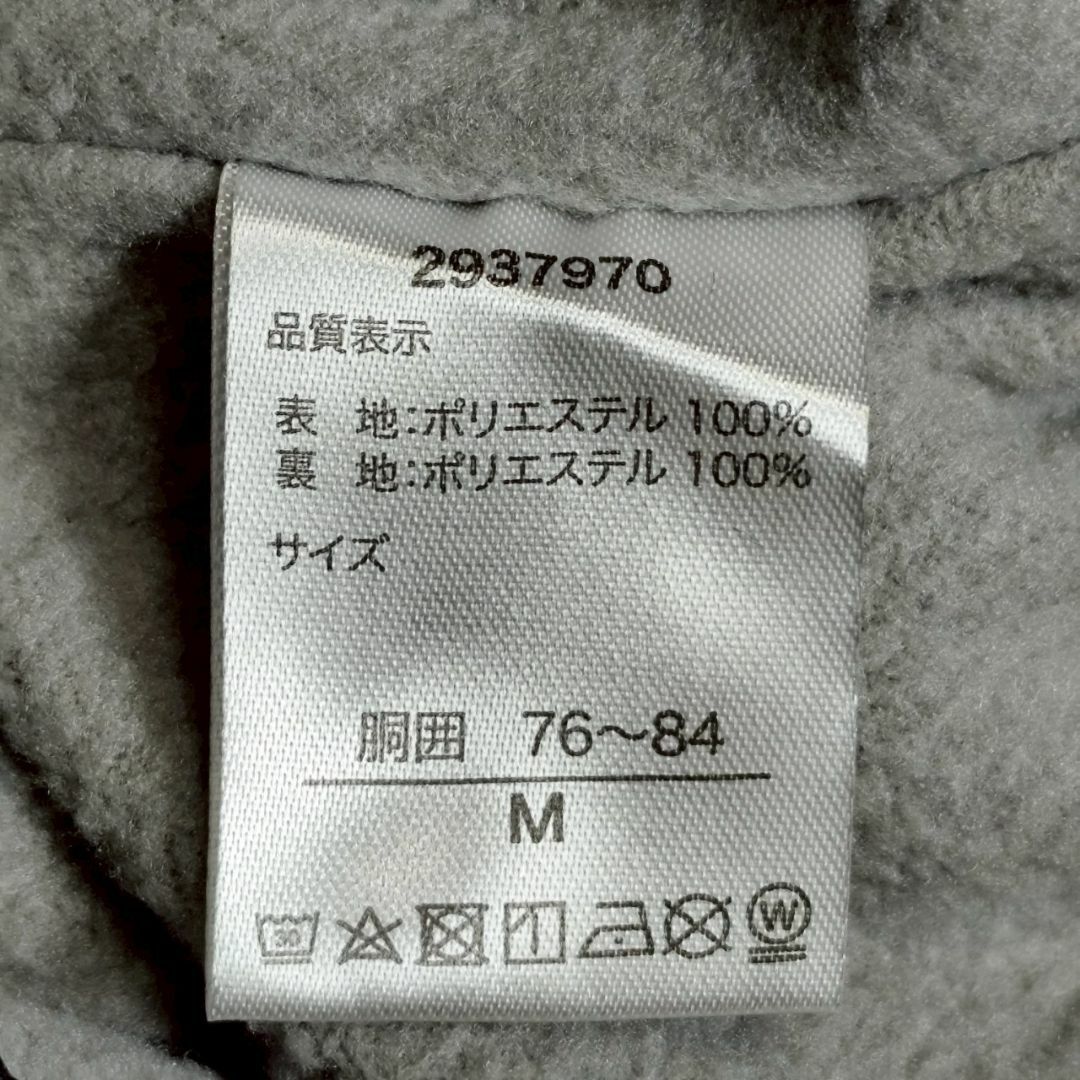 2937970
品質表示
表 地:ポリエステル 100%
裏 地:ポリエステル 100%
サイズ
胴囲 76～84
M
30 W